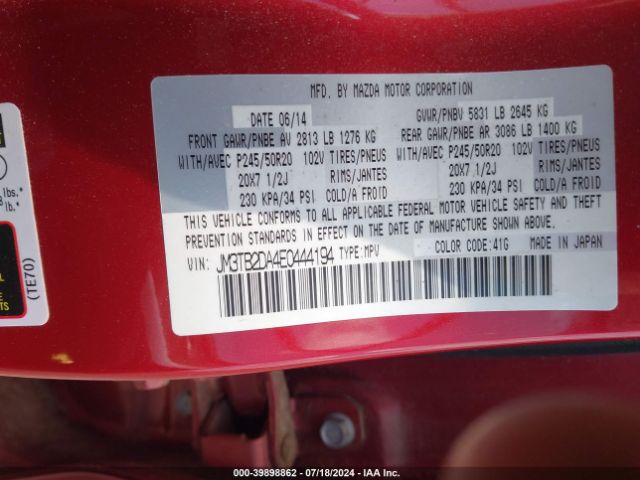 MFD. BY MAZDA MOTOR CORPORATION
DATE 06/14
GVWR/PNBV 5831 LB 2645 KG
FRONT GAWR/PNBE AV 2813 LB 1276 KG
REAR GAWR/PNBE AR 3086 LB 1400 KG
WITH/AVEC P245/50R20 102V TIRES/PNEUS
WITH/AVEC P245/50R20 102V TIRES/PNEUS
20X7 1/2J RIMS/JANTES
20X7 1/2J RIMS/JANTES
230 KPA/34 PSI COLD/A FROID
230 KPA/34 PSI COLD/A FROID
THIS VEHICLE CONFORMS TO ALL APPLICABLE FEDERAL MOTOR VEHICLE SAFETY AND THEFT
PREVENTION STANDARDS IN EFFECT ON THE DATE OF MANUFACTURE SHOWN ABOVE.
VIN: JM3TB2DA4E0444194 TYPE:MPV COLOR CODE:41G MADE IN JAPAN
lbs.*
lb.*
(TE70)
000-39898862 - 07/18/2024 - IAA Inc.